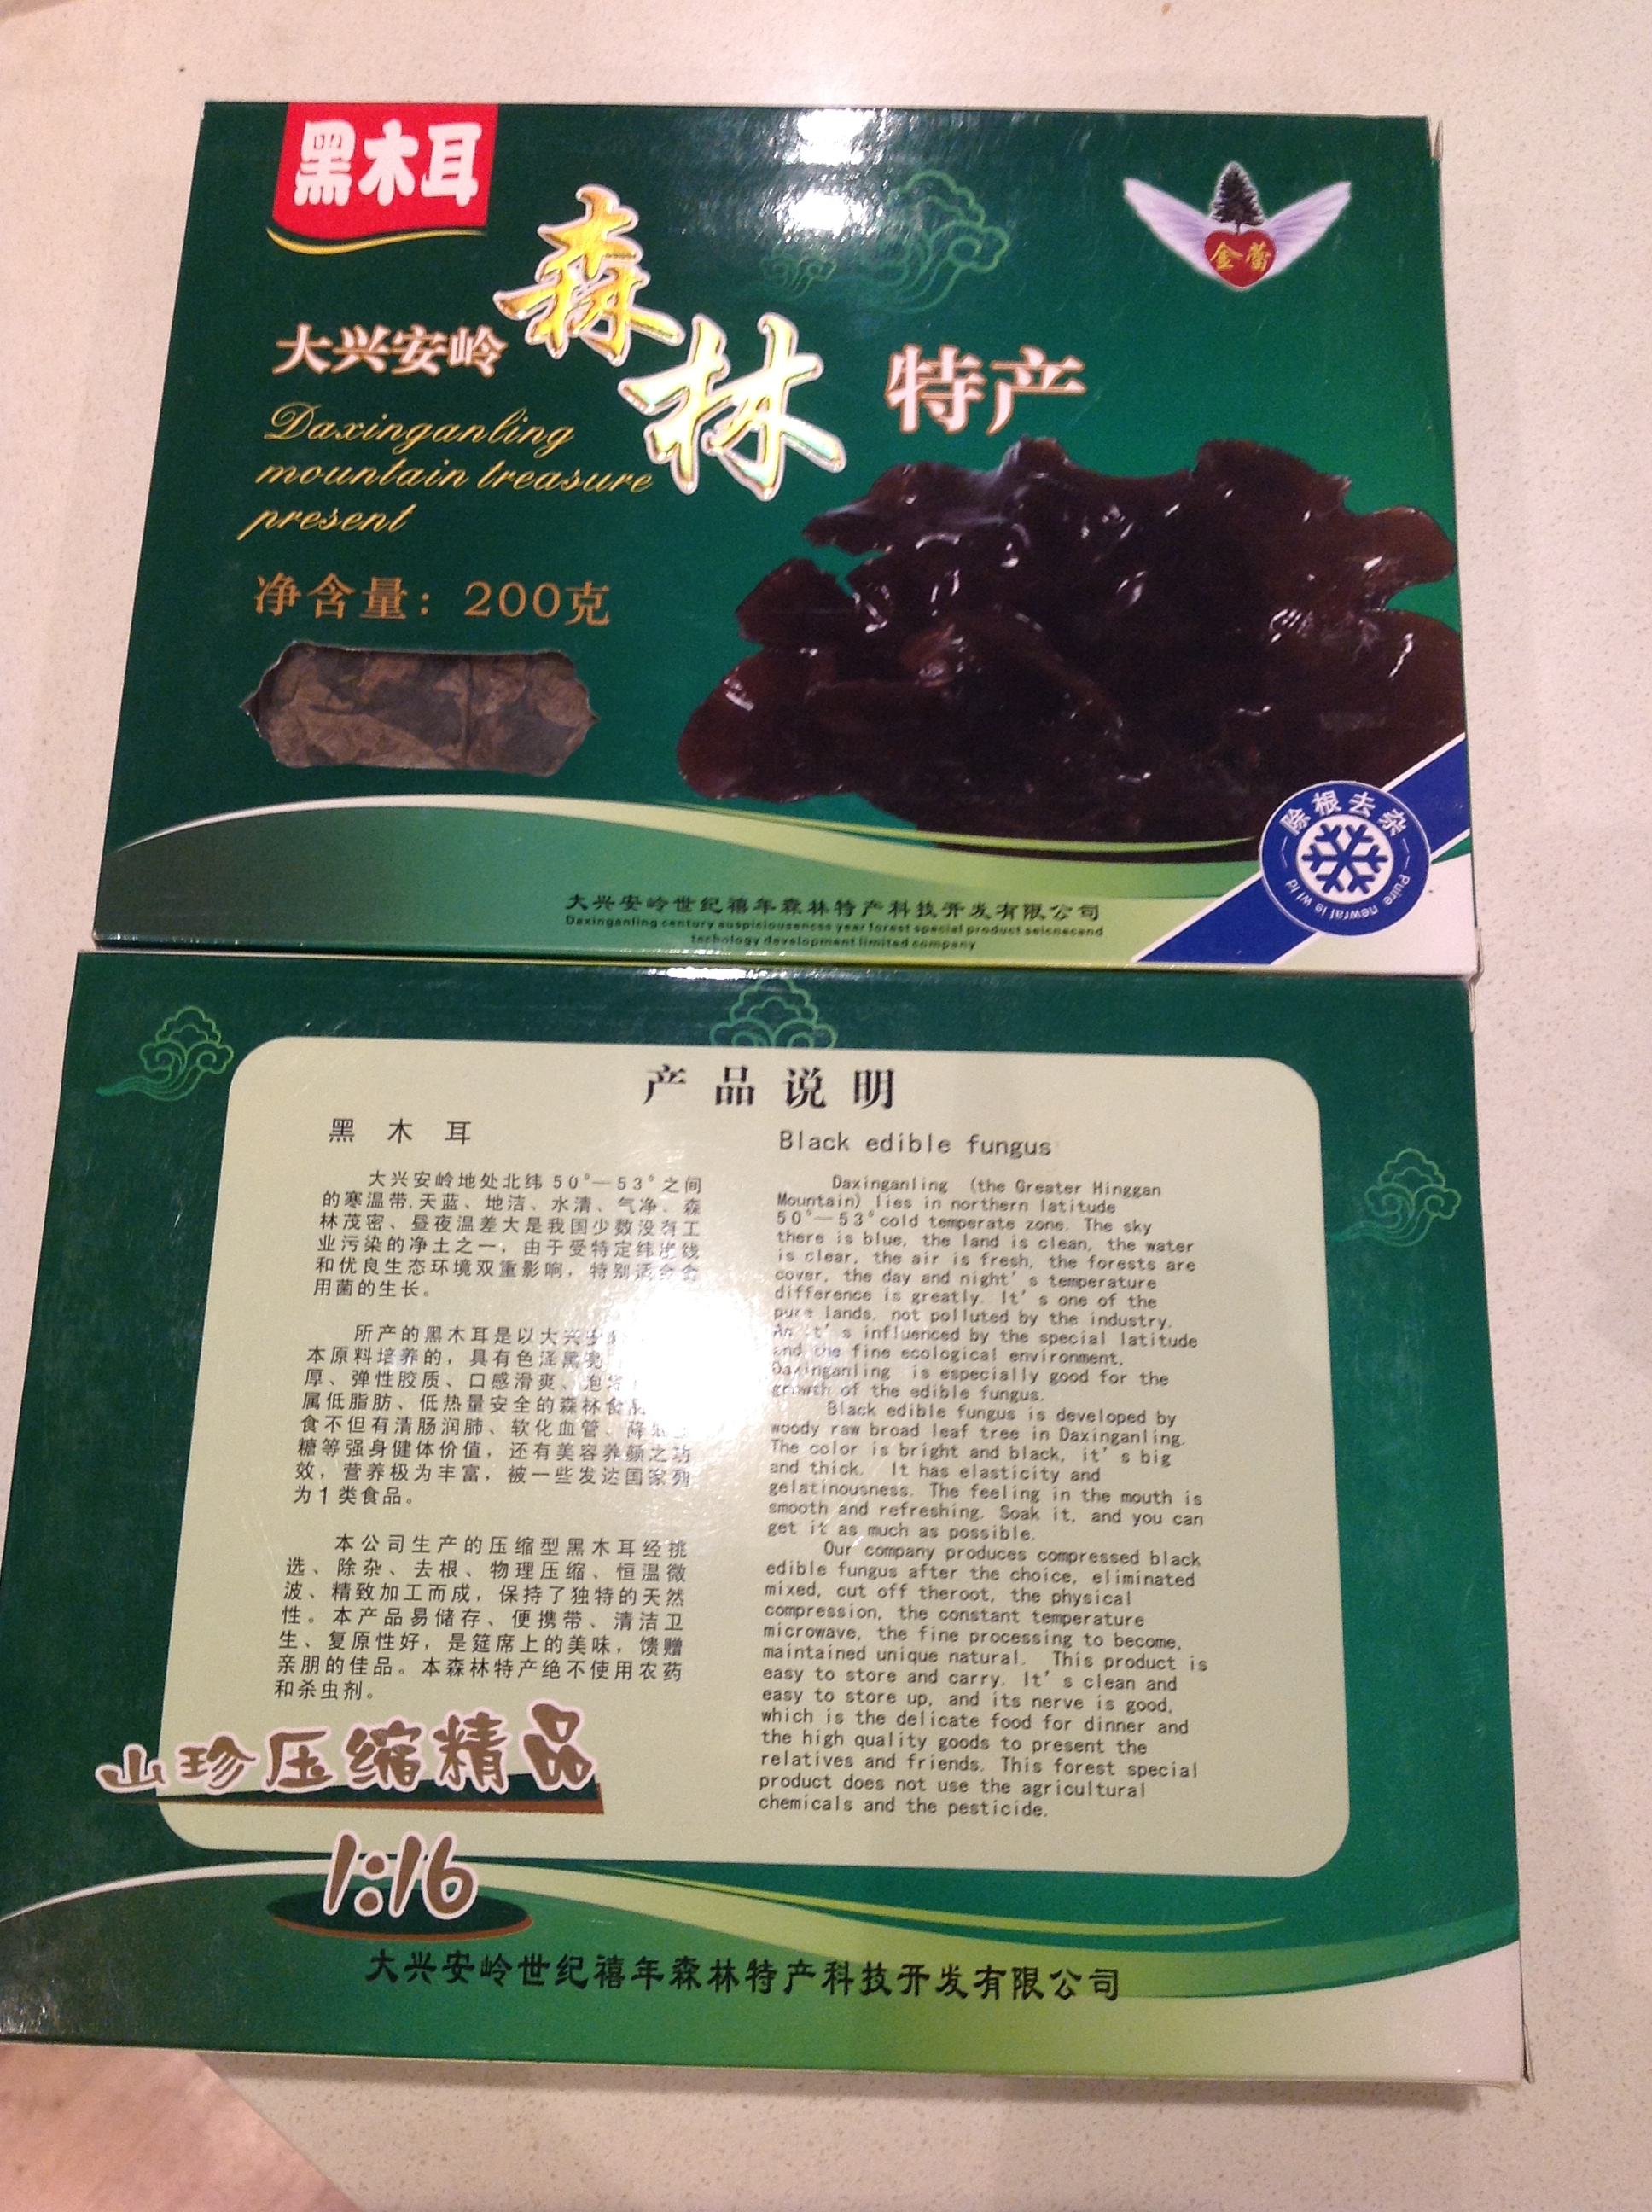 黑木耳
金蕾
森林
大兴安岭
特产
Daxinganling
mountain treasure
present
净含量：200克
除根去杂
Puire newral is wl ld
大兴安岭世纪禧年森林特产科技开发有限公司
Daxinganling century auspiciousencss year forest special product seicnecand
technology development limited company
产品说明
黑木耳
大兴安岭地处北纬50°—53°之间
的寒温带,天蓝、地洁、水清、气净、森
林茂密、昼夜温差大是我国少数没有工
业污染的净土之一，由于受特定纬度线
和优良生态环境双重影响，特别适合食
用菌的生长。
所产的黑木耳是以大兴安
本原料培养的，具有色泽黑亮
厚、弹性胶质、口感滑爽、泡
属低脂肪、低热量安全的森林食
食不但有清肠润肺、软化血管、降
糖等强身健体价值，还有美容养颜之功
效，营养极为丰富，被一些发达国家列
为1类食品。
本公司生产的压缩型黑木耳经挑
选、除杂、去根、物理压缩、恒温微
波、精致加工而成，保持了独特的天然
性。本产品易储存、便携带、清洁卫
生、复原性好，是筵席上的美味，馈赠
亲朋的佳品。本森林特产绝不使用农药
和杀虫剂。
Black edible fungus
Daxinganling (the Greater Hinggan
Mountain) lies in northern latitude
50°—53°cold temperate zone. The sky
there is blue, the land is clean, the water
is clear, the air is fresh, the forests are
cover, the day and night's temperature
difference is greatly. It's one of the
pure lands, not polluted by the industry.
An it's influenced by the special latitude
and the fine ecological environment,
Daxinganling is especially good for the
growth of the edible fungus.
Black edible fungus is developed by
woody raw broad leaf tree in Daxinganling.
The color is bright and black, it's big
and thick. It has elasticity and
gelatinousness. The feeling in the mouth is
smooth and refreshing. Soak it, and you can
get it as much as possible.
Our company produces compressed black
edible fungus after the choice, eliminated
mixed, cut off theroot, the physical
compression, the constant temperature
microwave, the fine processing to become,
maintained unique natural. This product is
easy to store and carry. It's clean and
easy to store up, and its nerve is good,
which is the delicate food for dinner and
the high quality goods to present the
relatives and friends. This forest special
product does not use the agricultural
chemicals and the pesticide.
山珍压缩精品
1:16
大兴安岭世纪禧年森林特产科技开发有限公司